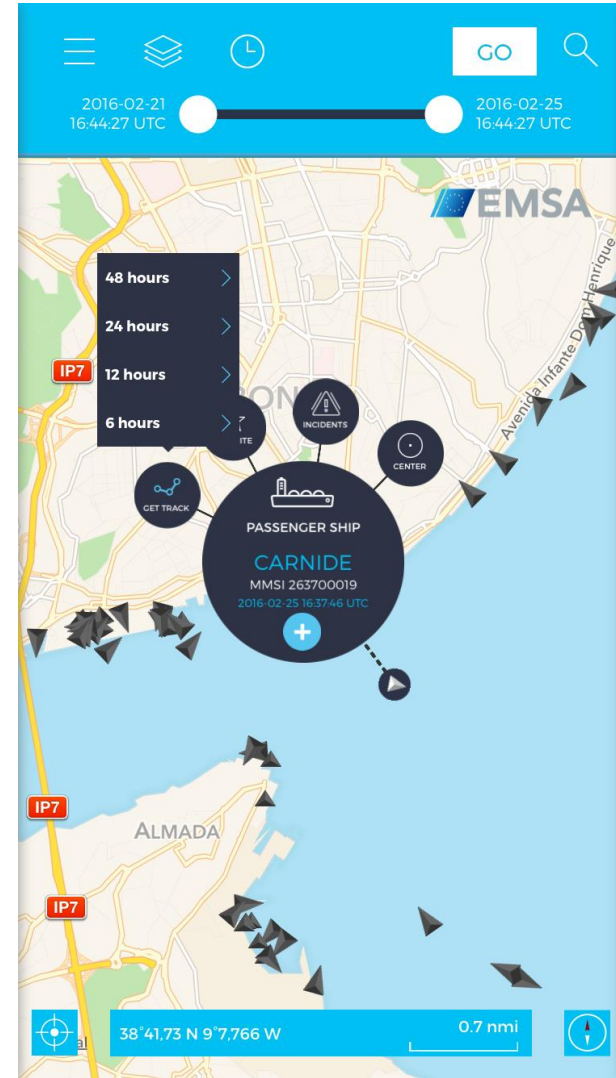 GO
2016-02-21
16:44:27 UTC
2016-02-25
16:44:27 UTC
EMSA
48 hours
24 hours
12 hours
6 hours
IP7
Avenida Infante Dom Henrique
INCIDENTS
CENTER
GET TRACK
PASSENGER SHIP
CARNIDE
MMSI 263700019
2016-02-25 16:37:46 UTC
+
IP7
ALMADA
IP7
38°41,73 N 9°7,766 W
0.7 nmi